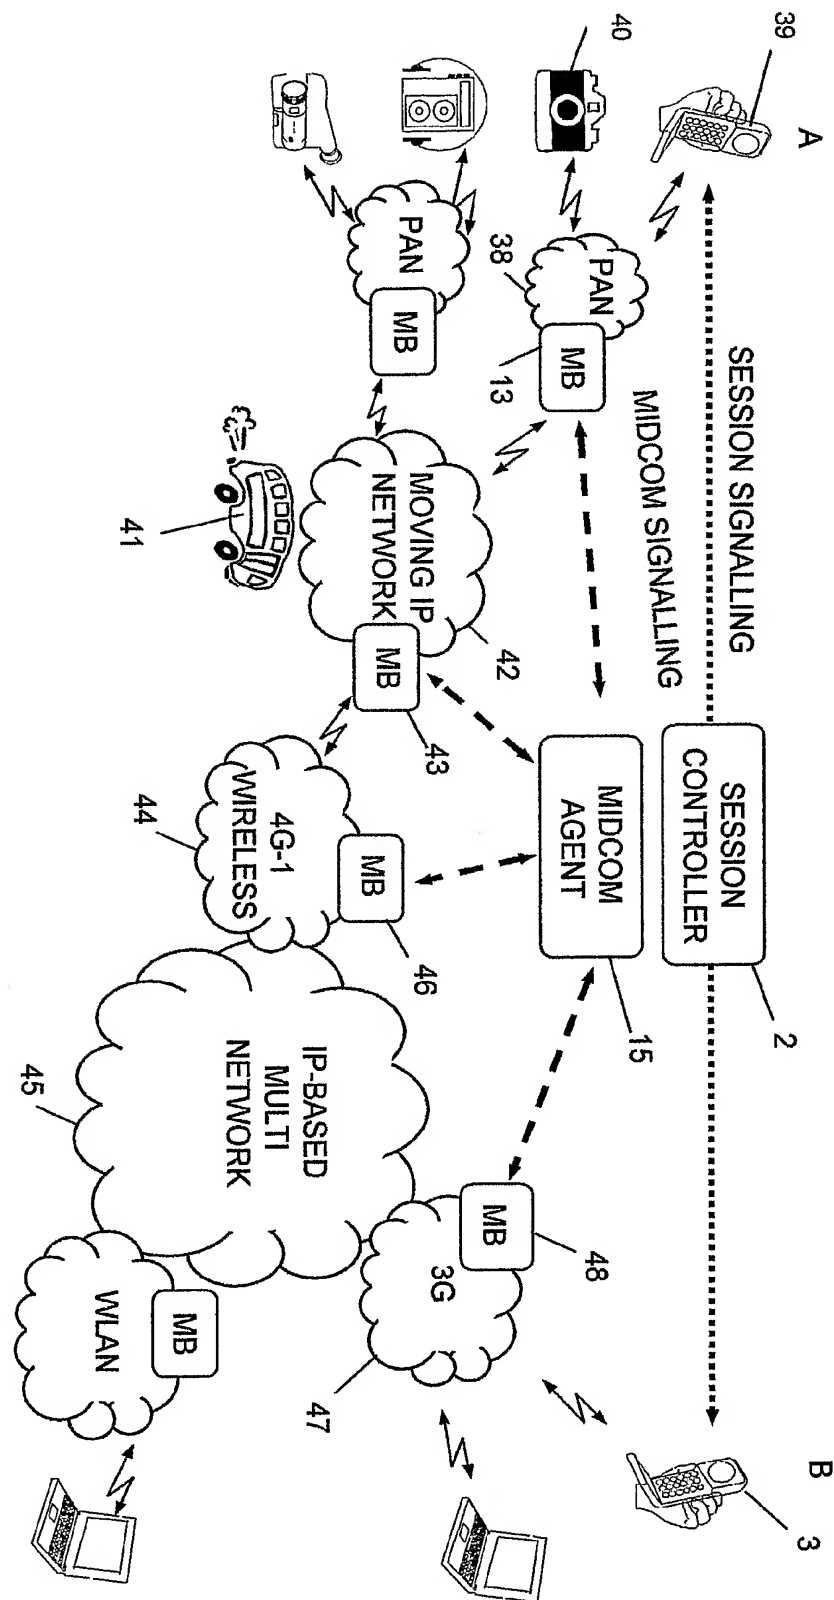 A
B
39
SESSION SIGNALLING
SESSION
CONTROLLER
2
3
40
PAN
38
MB
13
MIDCOM SIGNALLING
MIDCOM
AGENT
15
MB
48
3G
47
PAN
MB
MOVING IP
NETWORK
42
MB
43
41
4G-1
WIRELESS
44
MB
46
IP-BASED
MULTI
NETWORK
45
WLAN
MB